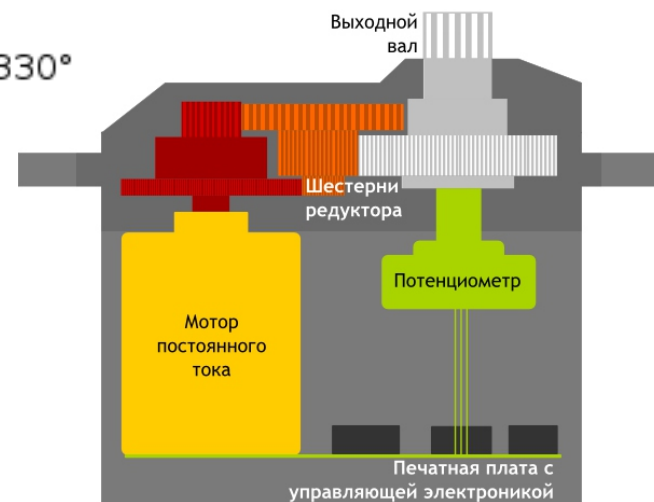 Выходной
вал
330°
Шестерни
редуктора
Потенциометр
Мотор
постоянного
тока
Печатная плата с
управляющей электроникой